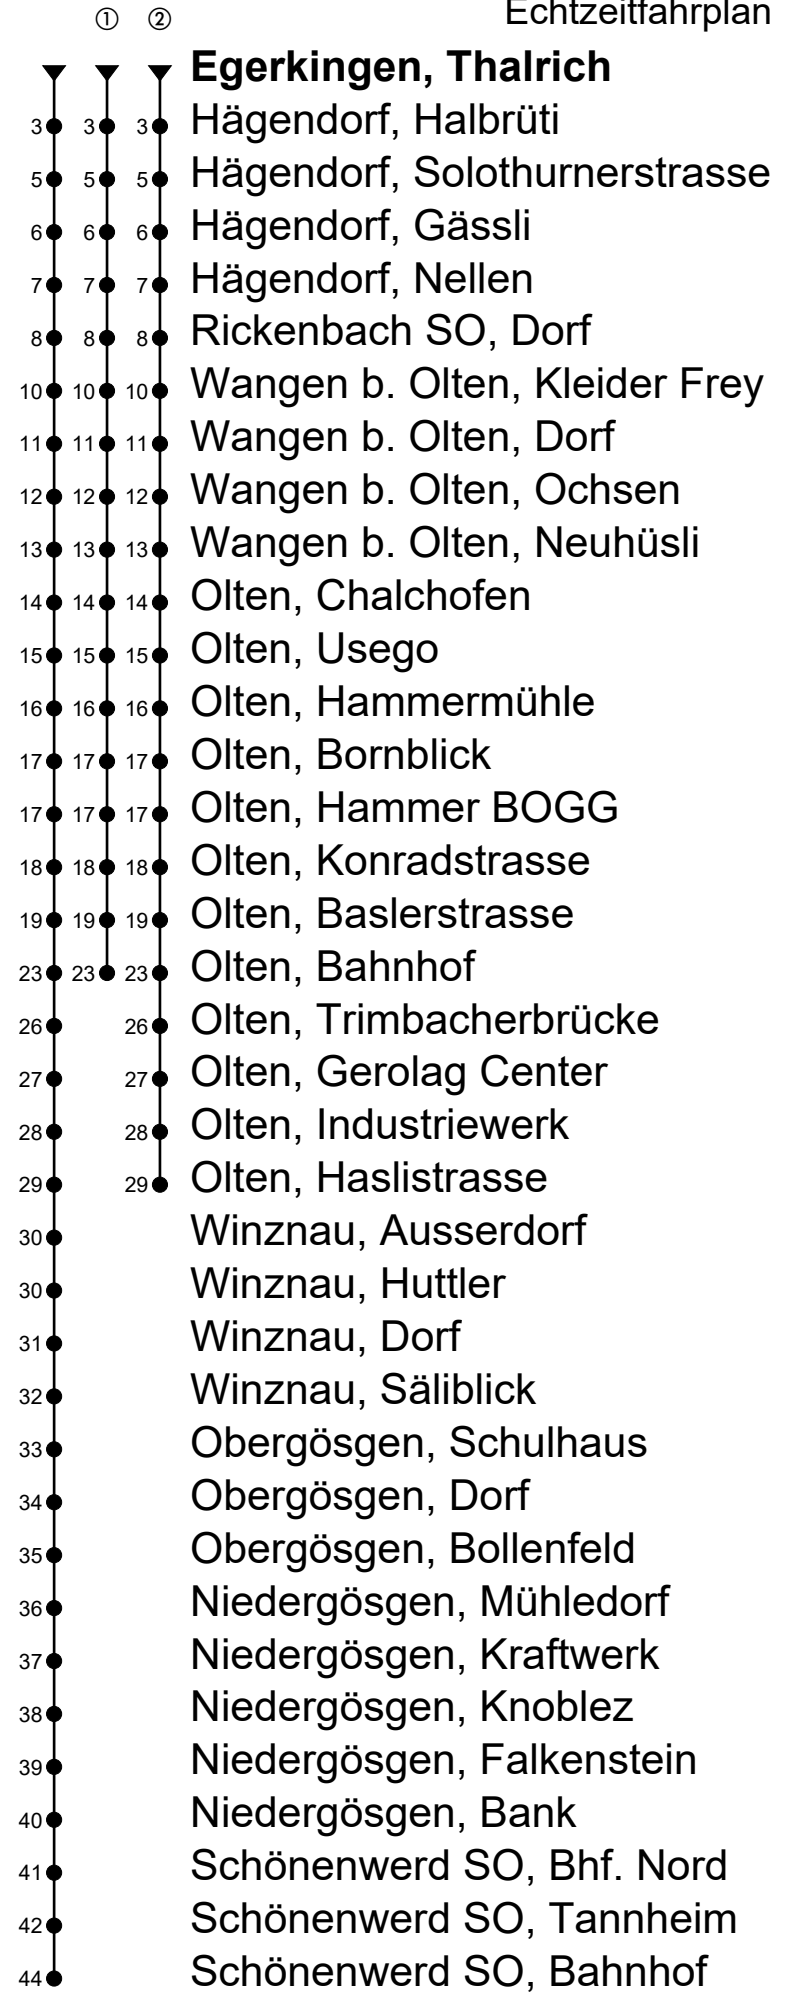 ① ② Echtzeitfahrplan
Egerkingen, Thalrich
3 3 3 Hägendorf, Halbrüti
5 5 5 Hägendorf, Solothurnerstrasse
6 6 6 Hägendorf, Gässli
7 7 7 Hägendorf, Nellen
8 8 8 Rickenbach SO, Dorf
10 10 10 Wangen b. Olten, Kleider Frey
11 11 11 Wangen b. Olten, Dorf
12 12 12 Wangen b. Olten, Ochsen
13 13 13 Wangen b. Olten, Neuhüsli
14 14 14 Olten, Chalchofen
15 15 15 Olten, Usego
16 16 16 Olten, Hammermühle
17 17 17 Olten, Bornblick
17 17 17 Olten, Hammer BOGG
18 18 18 Olten, Konradstrasse
19 19 19 Olten, Baslerstrasse
23 23 23 Olten, Bahnhof
26 26 Olten, Trimbacherbrücke
27 27 Olten, Gerolag Center
28 28 Olten, Industriewerk
29 29 Olten, Haslistrasse
30 Winznau, Ausserdorf
30 Winznau, Huttler
31 Winznau, Dorf
32 Winznau, Säliblick
33 Obergösgen, Schulhaus
34 Obergösgen, Dorf
35 Obergösgen, Bollenfeld
36 Niedergösgen, Mühledorf
37 Niedergösgen, Kraftwerk
38 Niedergösgen, Knoblez
39 Niedergösgen, Falkenstein
40 Niedergösgen, Bank
41 Schönenwerd SO, Bhf. Nord
42 Schönenwerd SO, Tannheim
44 Schönenwerd SO, Bahnhof